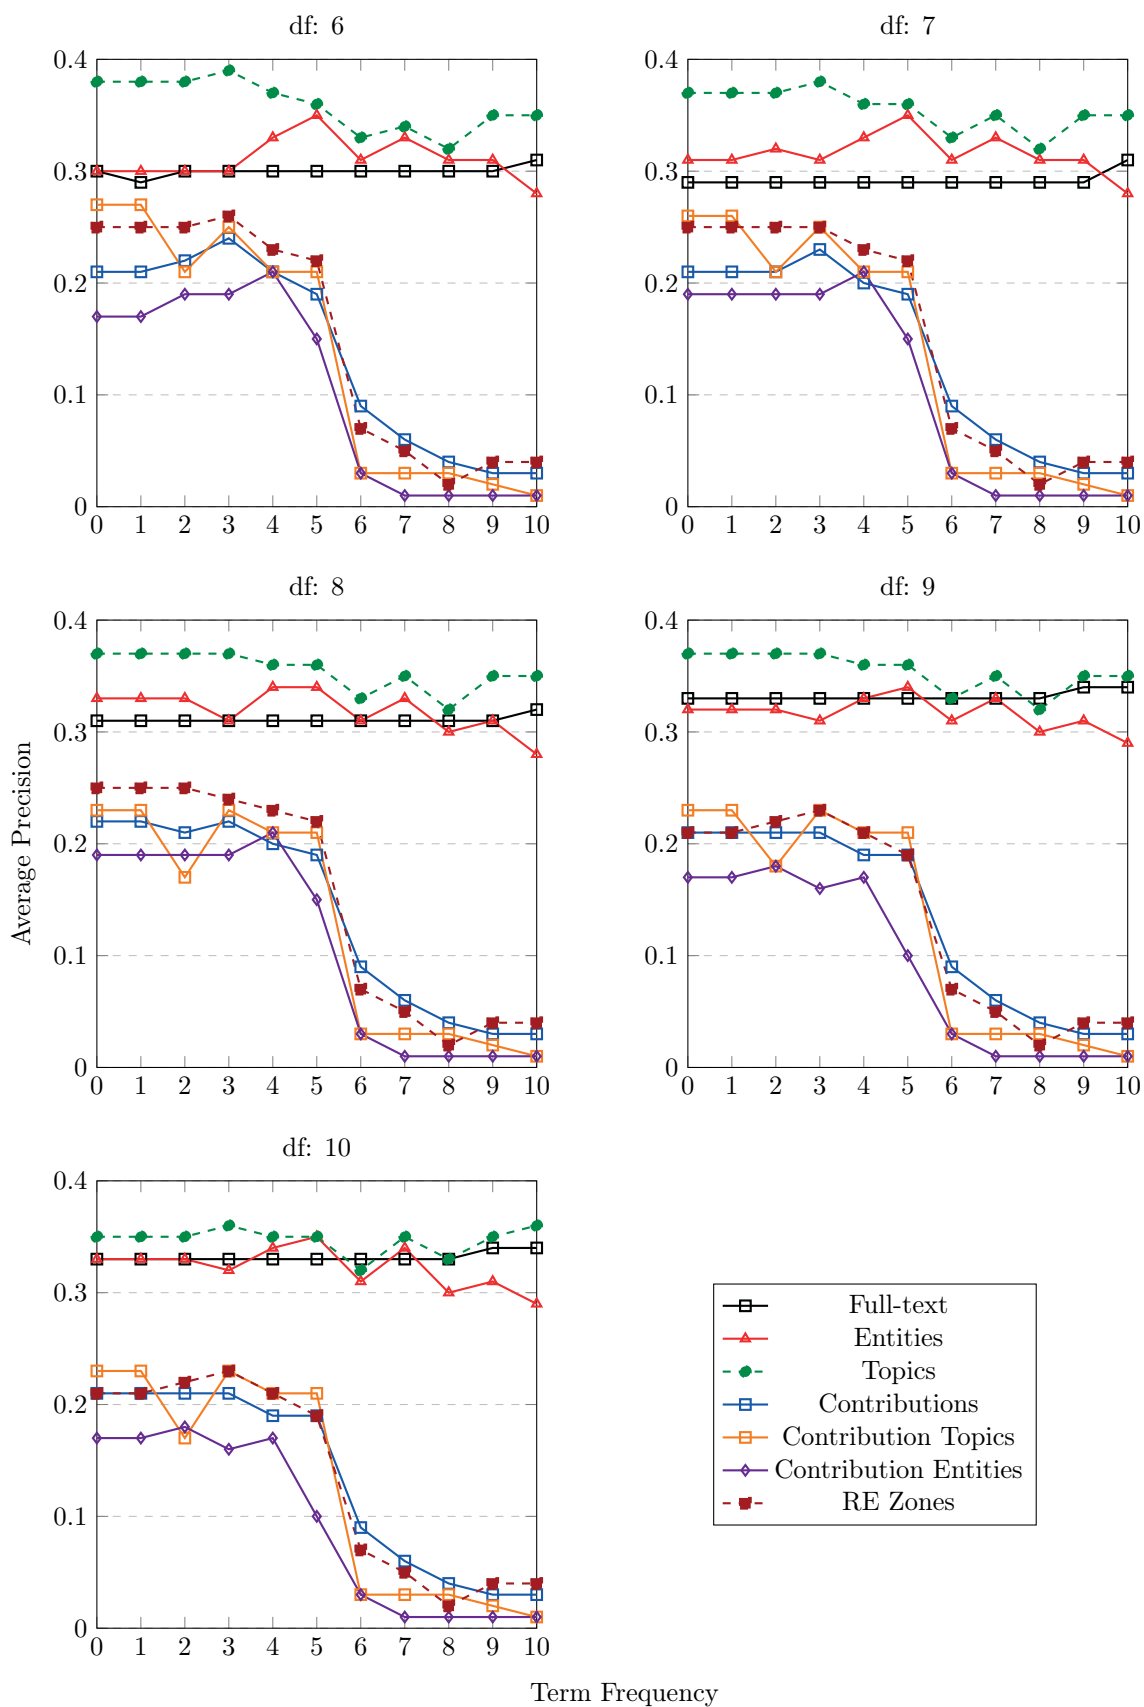 df: 6
df: 7
0.4
0.3
0.2
0.1
0
0 1 2 3 4 5 6 7 8 9 10
0.4
0.3
0.2
0.1
0
0 1 2 3 4 5 6 7 8 9 10
df: 8
df: 9
0.4
0.3
0.2
0.1
0
0 1 2 3 4 5 6 7 8 9 10
0.4
0.3
0.2
0.1
0
0 1 2 3 4 5 6 7 8 9 10
Average Precision
df: 10
0.4
0.3
0.2
0.1
0
0 1 2 3 4 5 6 7 8 9 10
Full-text
Entities
Topics
Contributions
Contribution Topics
Contribution Entities
RE Zones
Term Frequency